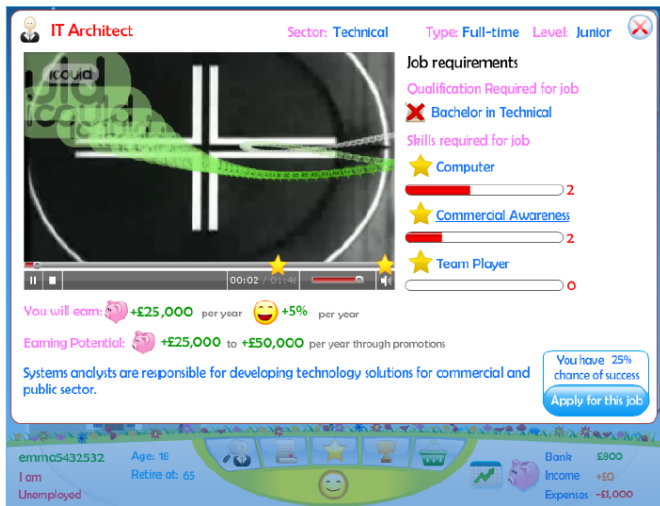 IT Architect
Sector: Technical
Type: Full-time
Level: Junior
icould
Job requirements
Qualification Required for job
Bachelor in Technical
Skills required for job
Computer
2
Commercial Awareness
2
Team Player
0
00:02 /
You will earn: +£25,000 per year +5% per year
Earning Potential: +£25,000 to +£50,000 per year through promotions
Systems analysts are responsible for developing technology solutions for commercial and
public sector.
You have 25%
chance of success
Apply for this job
emma5432532
I am
Unemployed
Age: 18
Retire at: 65
Bank £800
Income +£0
Expenses -£1,000